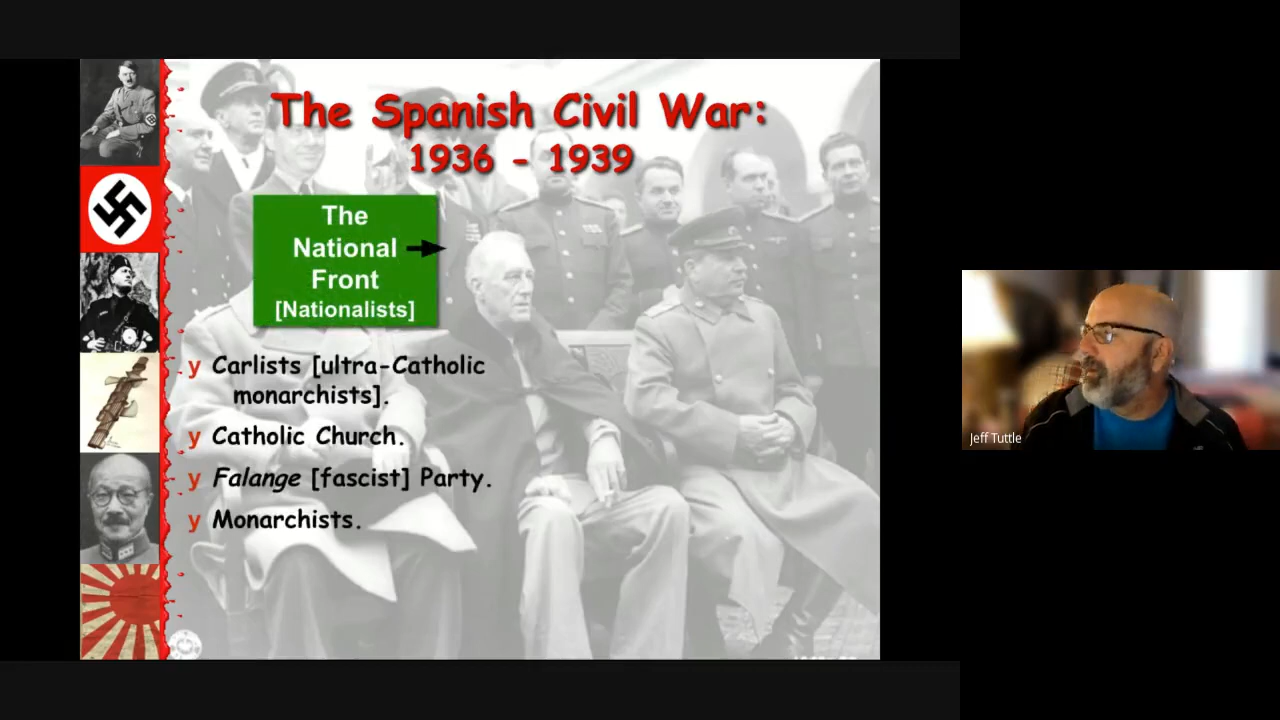 The Spanish Civil War:
1936 - 1939
The
National
Front
[Nationalists]
y Carlists [ultra-Catholic
monarchists].
y Catholic Church.
y Falange [fascist] Party.
y Monarchists.
Jeff Tuttle